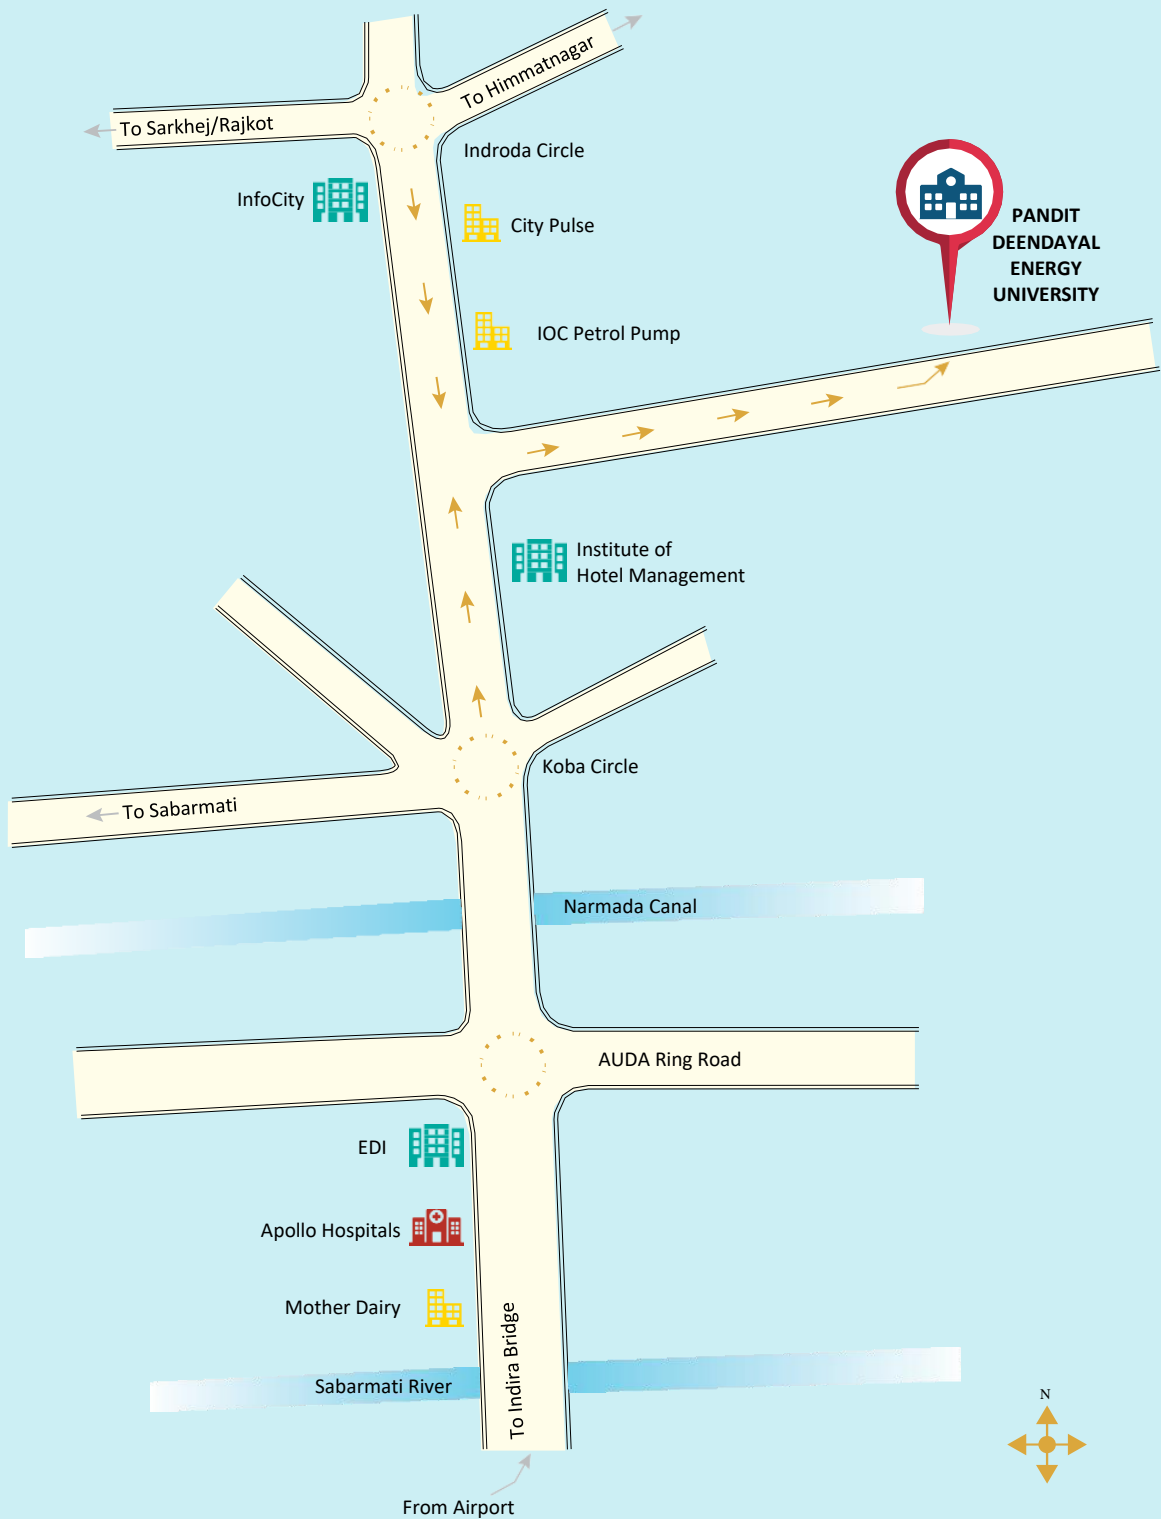 To Himmatnagar
To Sarkhej/Rajkot
Indroda Circle
InfoCity
City Pulse
PANDIT
DEENDAYAL
ENERGY
UNIVERSITY
IOC Petrol Pump
Institute of
Hotel Management
Koba Circle
To Sabarmati
Narmada Canal
AUDA Ring Road
EDI
Apollo Hospitals
Mother Dairy
To Indira Bridge
Sabarmati River
N
From Airport